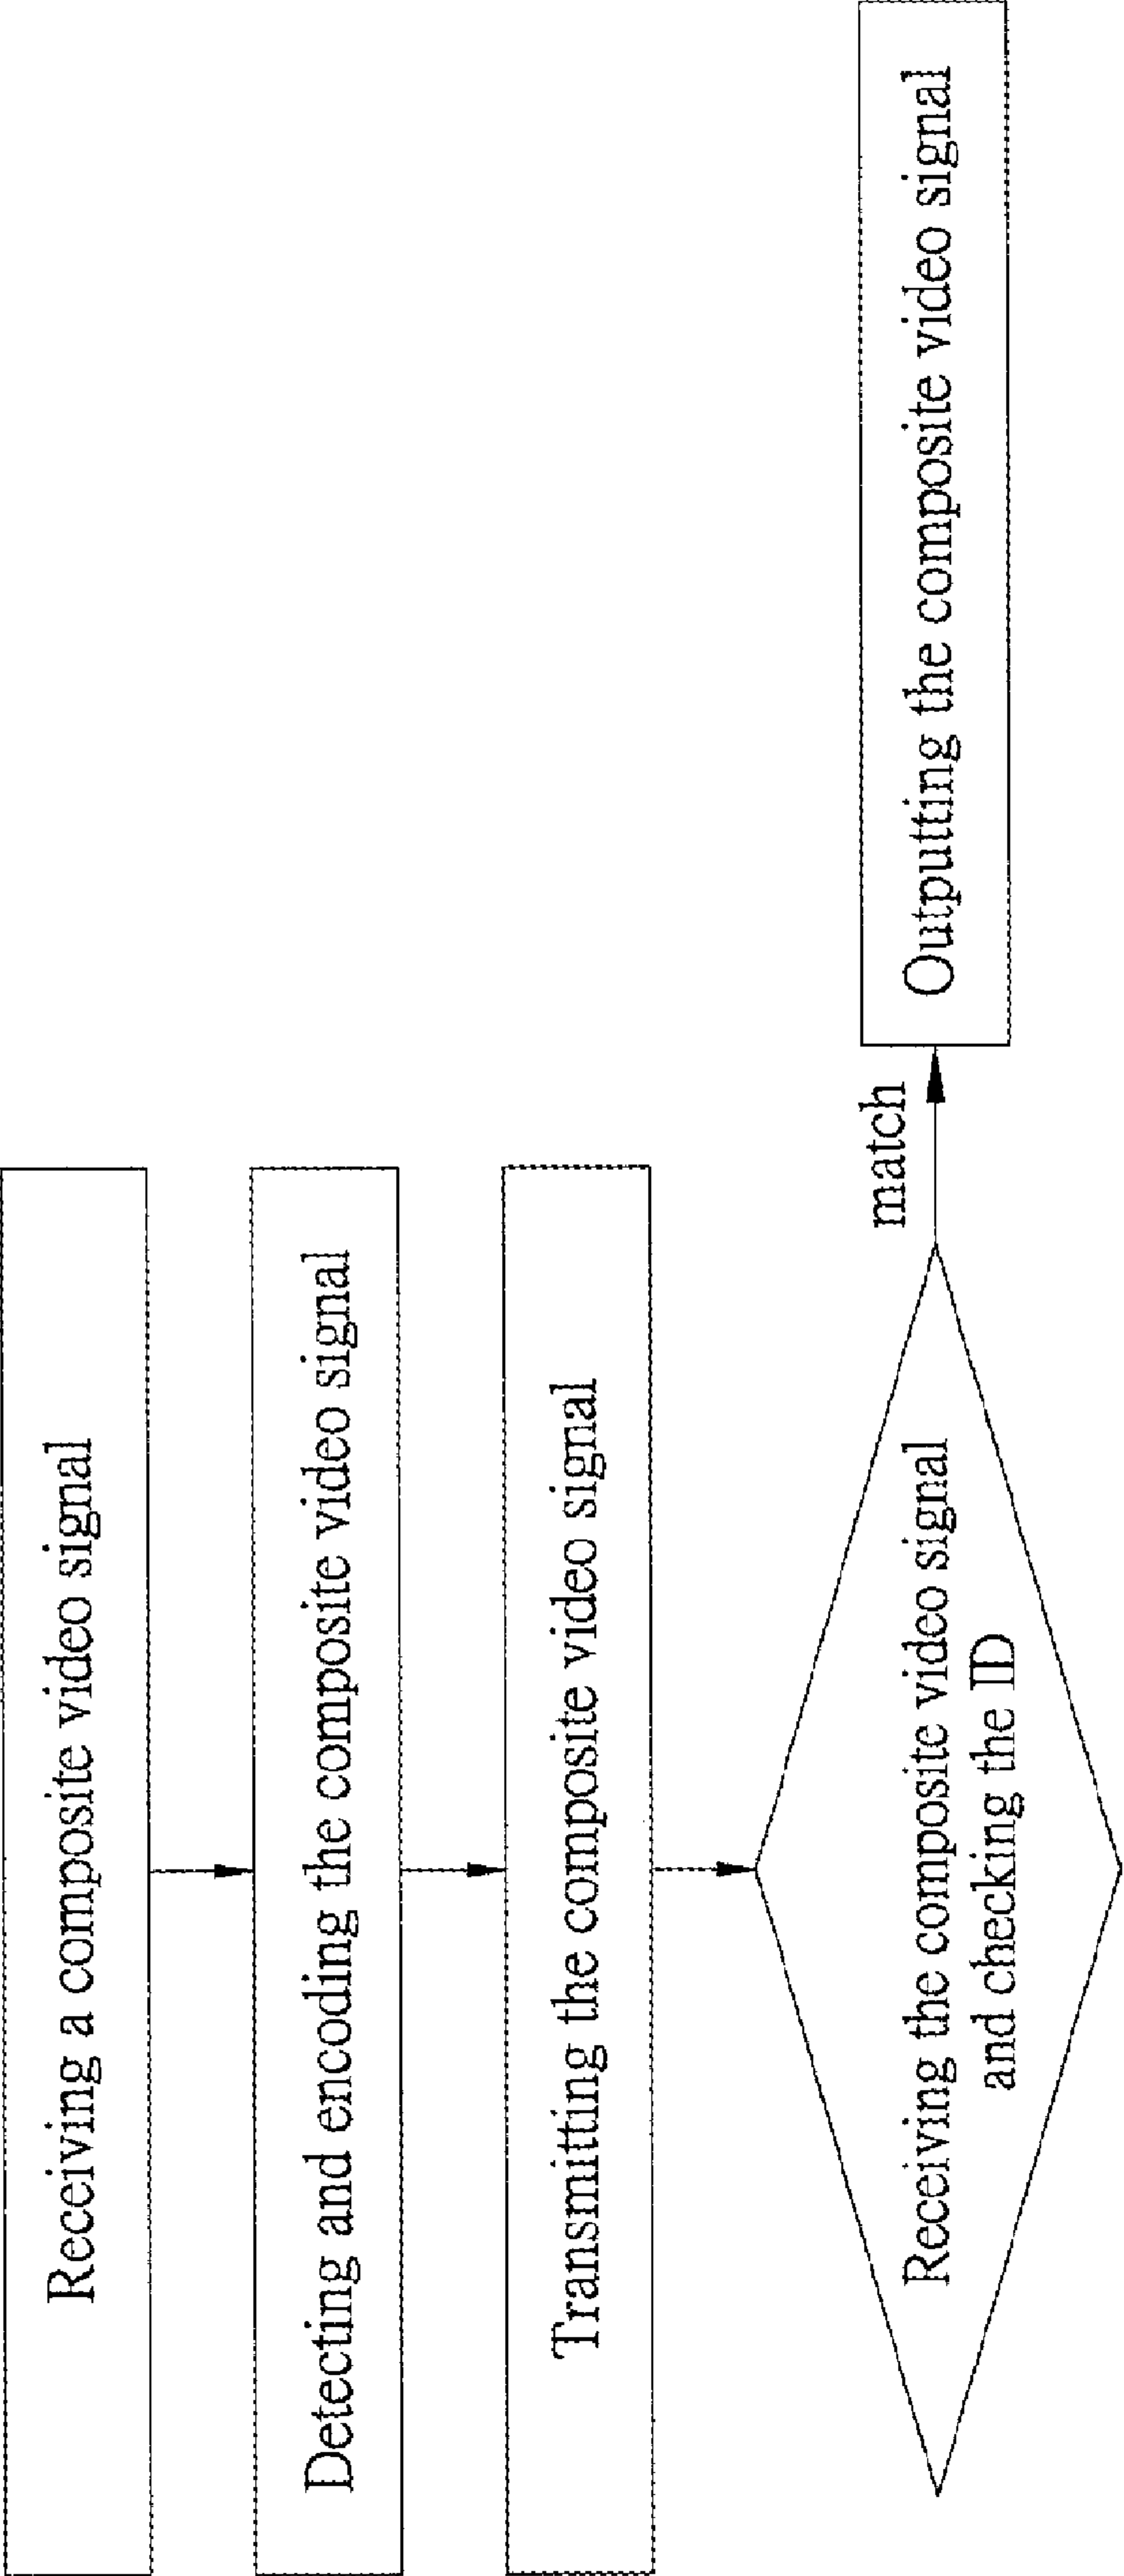 Receiving a composite video signal
Detecting and encoding the composite video signal
Transmitting the composite video signal
Receiving the composite video signal
and checking the ID
match
Outputting the composite video signal